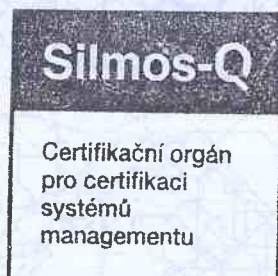 Silmos-Q
Certifikační orgán
pro certifikaci
systémů
managementu